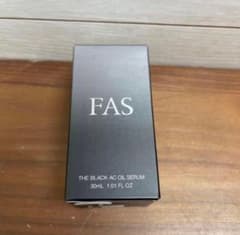 FAS
THE BLACK AC OIL SERUM
30mL 1.01 FL OZ